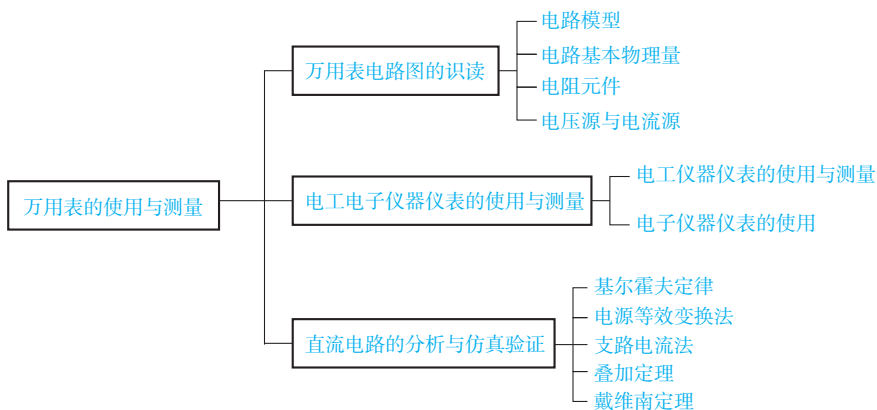 万用表的使用与测量
万用表电路图的识读
电路模型
电路基本物理量
电阻元件
电压源与电流源
电工电子仪器仪表的使用与测量
电工仪器仪表的使用与测量
电子仪器仪表的使用
直流电路的分析与仿真验证
基尔霍夫定律
电源等效变换法
支路电流法
叠加定理
戴维南定理